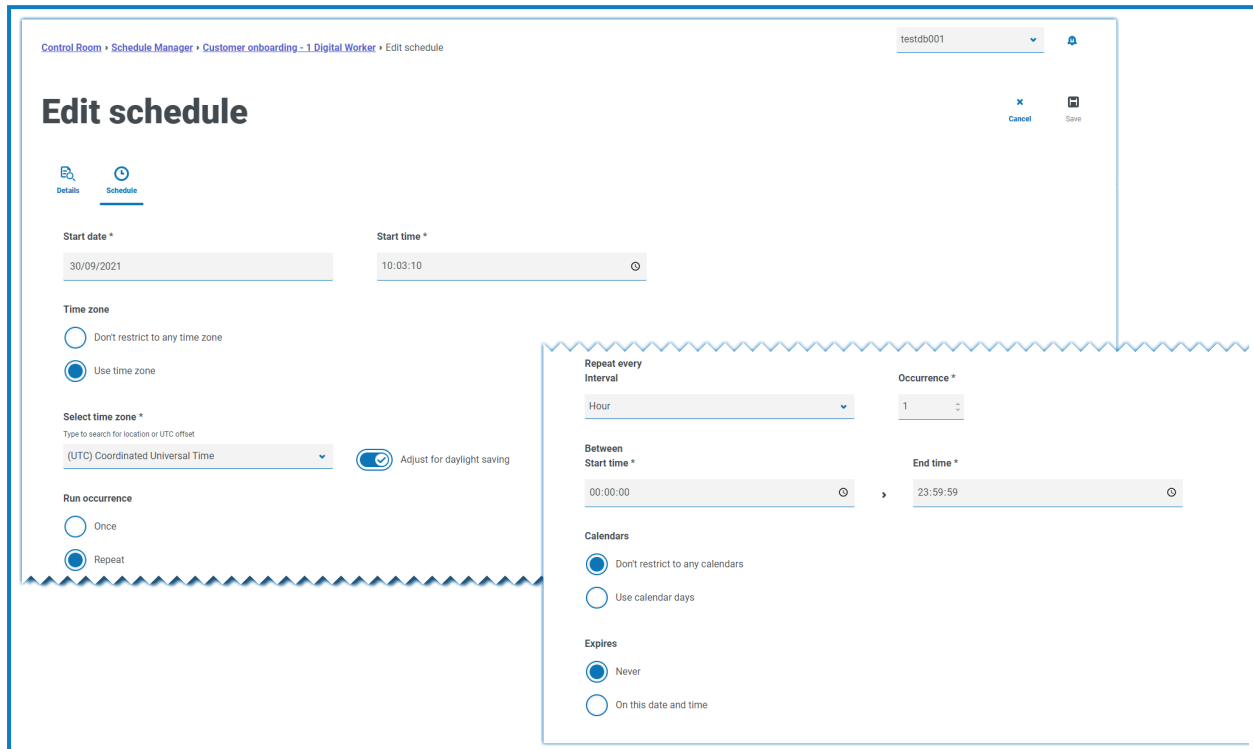 Control Room › Schedule Manager › Customer onboarding - 1 Digital Worker › Edit schedule
testdb001
Edit schedule
Cancel
Save
Details
Schedule
Start date *
Start time *
30/09/2021
10:03:10
Time zone
Don't restrict to any time zone
Use time zone
Select time zone *
Type to search for location or UTC offset
(UTC) Coordinated Universal Time
Adjust for daylight saving
Run occurrence
Once
Repeat
Repeat every
Interval
Occurrence *
Hour
1
Between
Start time *
End time *
00:00:00
23:59:59
Calendars
Don't restrict to any calendars
Use calendar days
Expires
Never
On this date and time